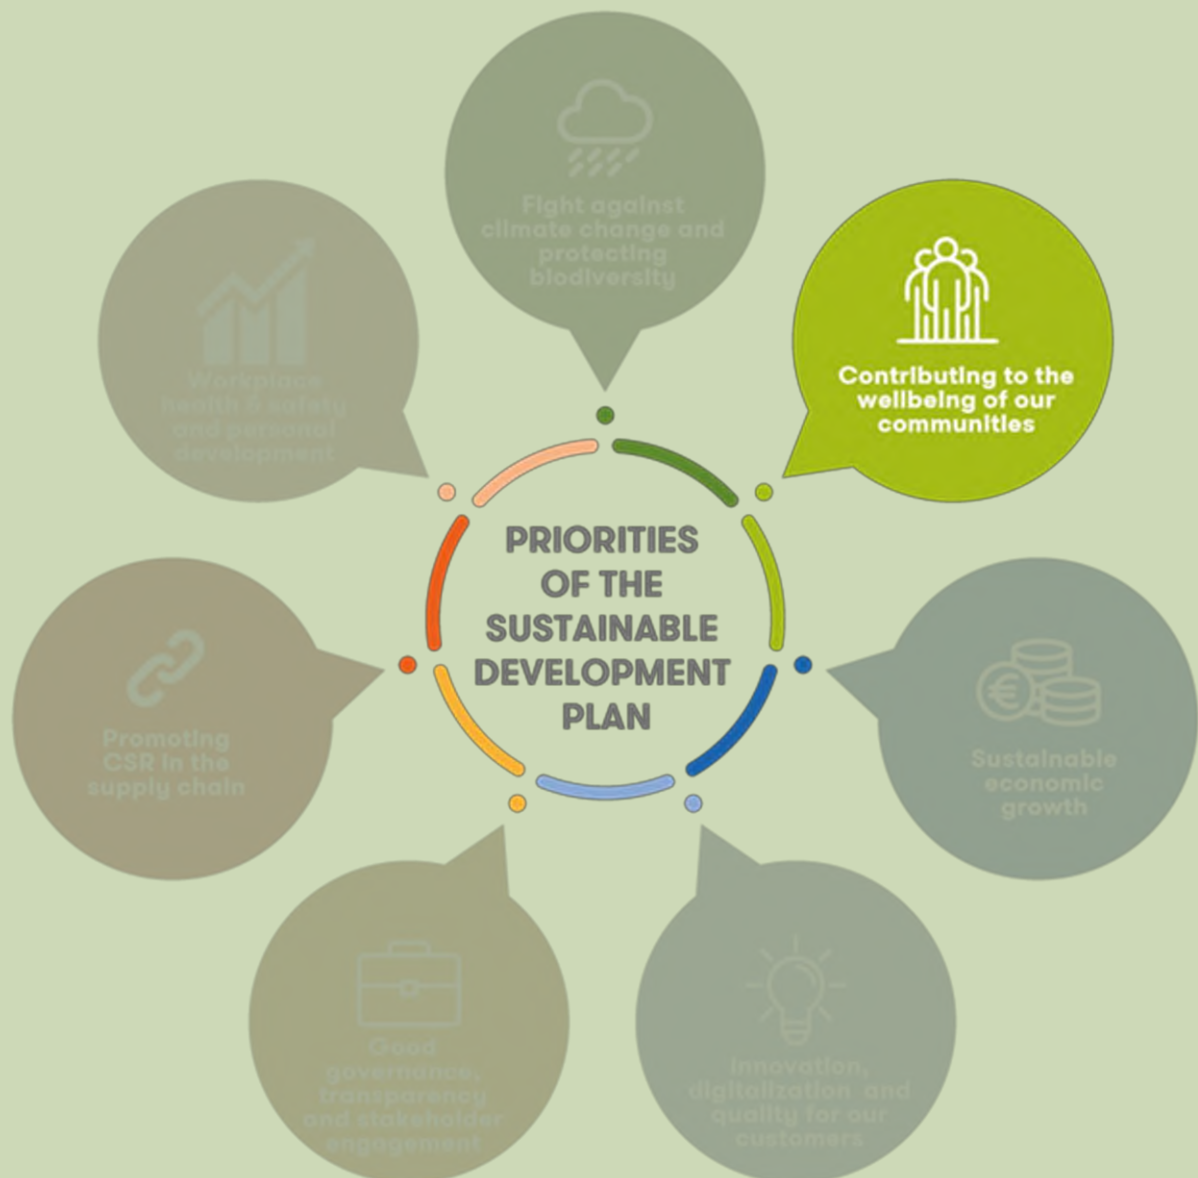 Fight against
climate change and
protecting
biodiversity
Contributing to the
wellbeing of our
communities
Sustainable
economic
growth
Innovation,
digitalization and
quality for our
customers
Good
governance,
transparency
and stakeholder
engagement
Promoting
CSR in the
supply chain
Workplace
health & safety
and personal
development
PRIORITIES
OF THE
SUSTAINABLE
DEVELOPMENT
PLAN